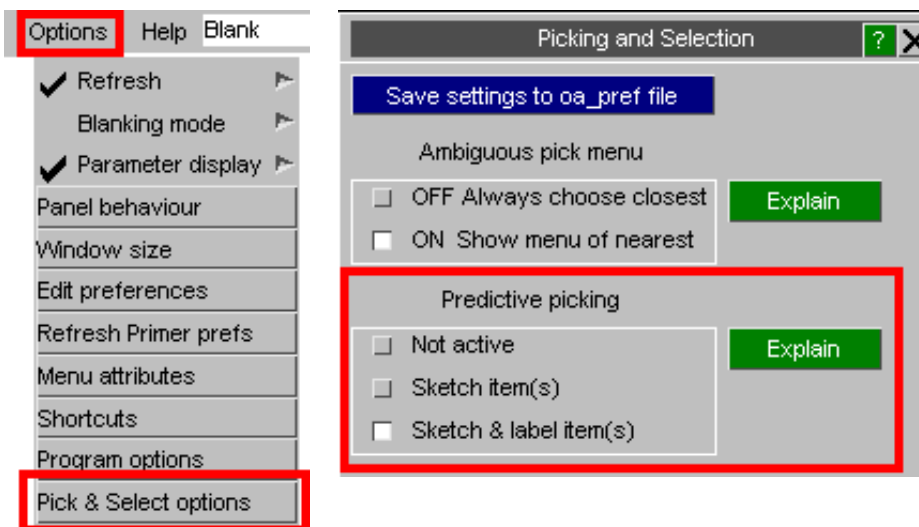 Options Help Blank
Refresh
Blanking mode
Parameter display
Panel behaviour
Window size
Edit preferences
Refresh Primer prefs
Menu attributes
Shortcuts
Program options
Pick & Select options
Picking and Selection ? X
Save settings to oa_pref file
Ambiguous pick menu
OFF Always choose closest
Explain
ON Show menu of nearest
Predictive picking
Not active
Explain
Sketch item(s)
Sketch & label item(s)